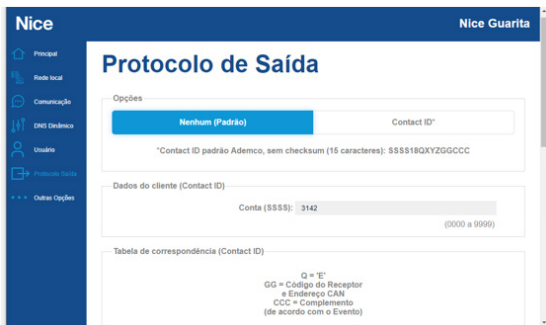 Nice
Nice Guarita
Principal
Rede local
Comunicação
DNS Dinâmico
Usuário
Protocolo Saída
Outras Opções
Protocolo de Saída
Opções
Nenhum (Padrão)
Contact ID*
*Contact ID padrão Ademco, sem checksum (15 caracteres): SSSS18QXYZGGCCC
Dados do cliente (Contact ID)
Conta (SSSS): 3142
(0000 a 9999)
Tabela de correspondência (Contact ID)
Q = 'E'
GG = Código do Receptor
e Endereço CAN
CCC = Complemento
(de acordo com o Evento)